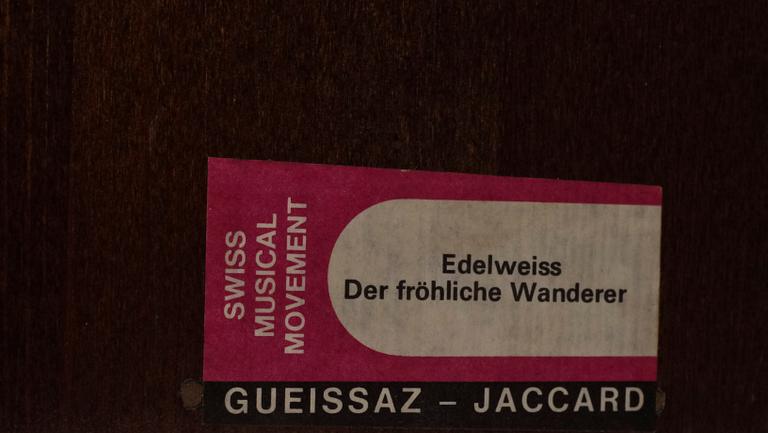 SWISS
MUSICAL
MOVEMENT
Edelweiss
Der fröhliche Wanderer
GUEISSAZ – JACCARD